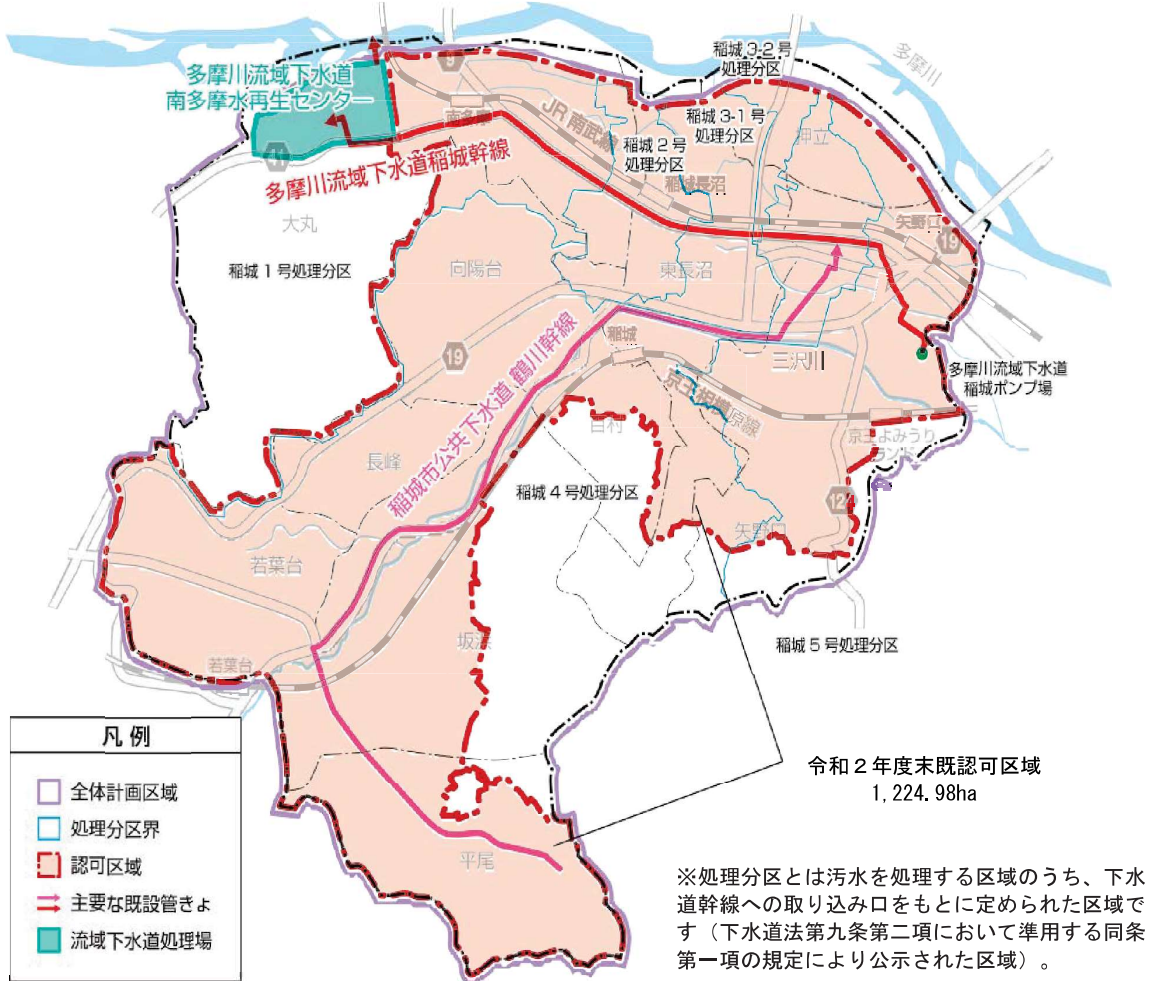 稲城 3-2 号
処理分区
多摩川
多摩川流域下水道
南多摩水再生センター
9
稲城 3-1 号
処理分区
JR 南武線
南多摩
押立
稲城 2 号
処理分区
41
多摩川流域下水道稲城幹線
稲城長沼
大丸
矢野口
19
稲城 1 号処理分区
向陽台
東長沼
稲城市公共下水道 鶴川幹線
稲城
三沢川
19
多摩川流域下水道
稲城ポンプ場
京王相模原線
百村
京王よみうり
ランド
長峰
稲城 4 号処理分区
124
矢野口
若葉台
坂浜
稲城 5 号処理分区
若葉台
凡例
全体計画区域
処理分区界
認可区域
主要な既設管きょ
流域下水道処理場
令和２年度末既認可区域
1,224.98ha
平尾
※処理分区とは汚水を処理する区域のうち、下水
道幹線への取り込み口をもとに定められた区域で
す（下水道法第九条第二項において準用する同条
第一項の規定により公示された区域）。